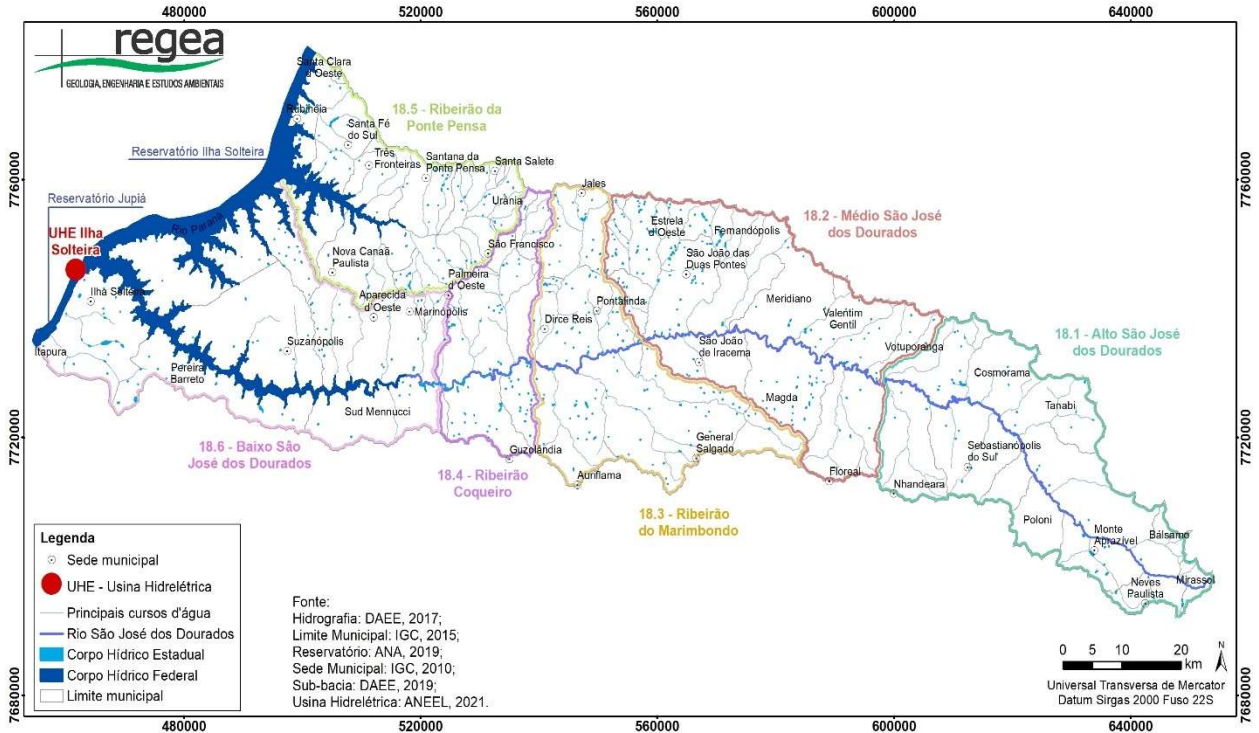 480000 520000 560000 600000 640000
regea
GEOLOGIA, ENGENHARIA E ESTUDOS AMBIENTAIS
Santa Clara
d'Oeste
Rubinéia
18.5 - Ribeirão da
Ponte Pensa
Santa Fé
do Sul
Três
Fronteiras
Santana da
Ponte Pensa
Santa Salete
Reservatório Ilha Solteira
7760000
7760000
Reservatório Jupiá
Urânia
Jales
UHE Ilha
Solteira
Rio Paraná
18.2 - Médio São José
dos Dourados
Estrela
d'Oeste
Fernandópolis
São Francisco
São João das
Duas Pontes
Nova Canaã
Paulista
Palmeira
d'Oeste
Ilha Solteira
Aparecida
d'Oeste
Marinópolis
Pontalinda
Dirce Reis
Meridiano
Valentim
Gentil
Itapura
Suzanápolis
São João
de Iracema
Votuporanga
18.1 - Alto São José
dos Dourados
Pereira
Barreto
Cosmorama
Sud Mennucci
Magda
Tanabi
7720000
7720000
18.6 - Baixo São
José dos Dourados
Guzolândia
General
Salgado
Sebastianópolis
do Sul
18.4 - Ribeirão
Coqueiro
Auriflama
Floreal
Nhandeara
18.3 - Ribeirão
do Marimbondo
Poloni
Monte
Aprazível
Bálsamo
Neves
Paulista
Mirassol
Legenda
Sede municipal
UHE - Usina Hidrelétrica
Principais cursos d'água
Rio São José dos Dourados
Corpo Hídrico Estadual
Corpo Hídrico Federal
Limite municipal
Fonte:
Hidrografia: DAEE, 2017;
Limite Municipal: IGC, 2015;
Reservatório: ANA, 2019;
Sede Municipal: IGC, 2010;
Sub-bacia: DAEE, 2019;
Usina Hidrelétrica: ANEEL, 2021.
0 5 10 20
km
N
Universal Transversa de Mercator
Datum Sirgas 2000 Fuso 22S
7680000
7680000
480000 520000 560000 600000 640000